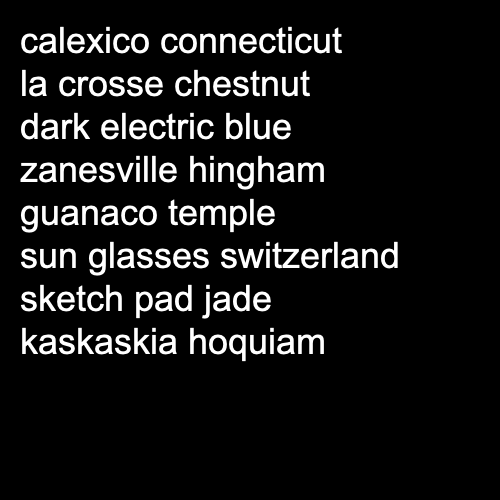 calexico connecticut
la crosse chestnut
dark electric blue
zanesville hingham
guanaco temple
sun glasses switzerland
sketch pad jade
kaskaskia hoquiam